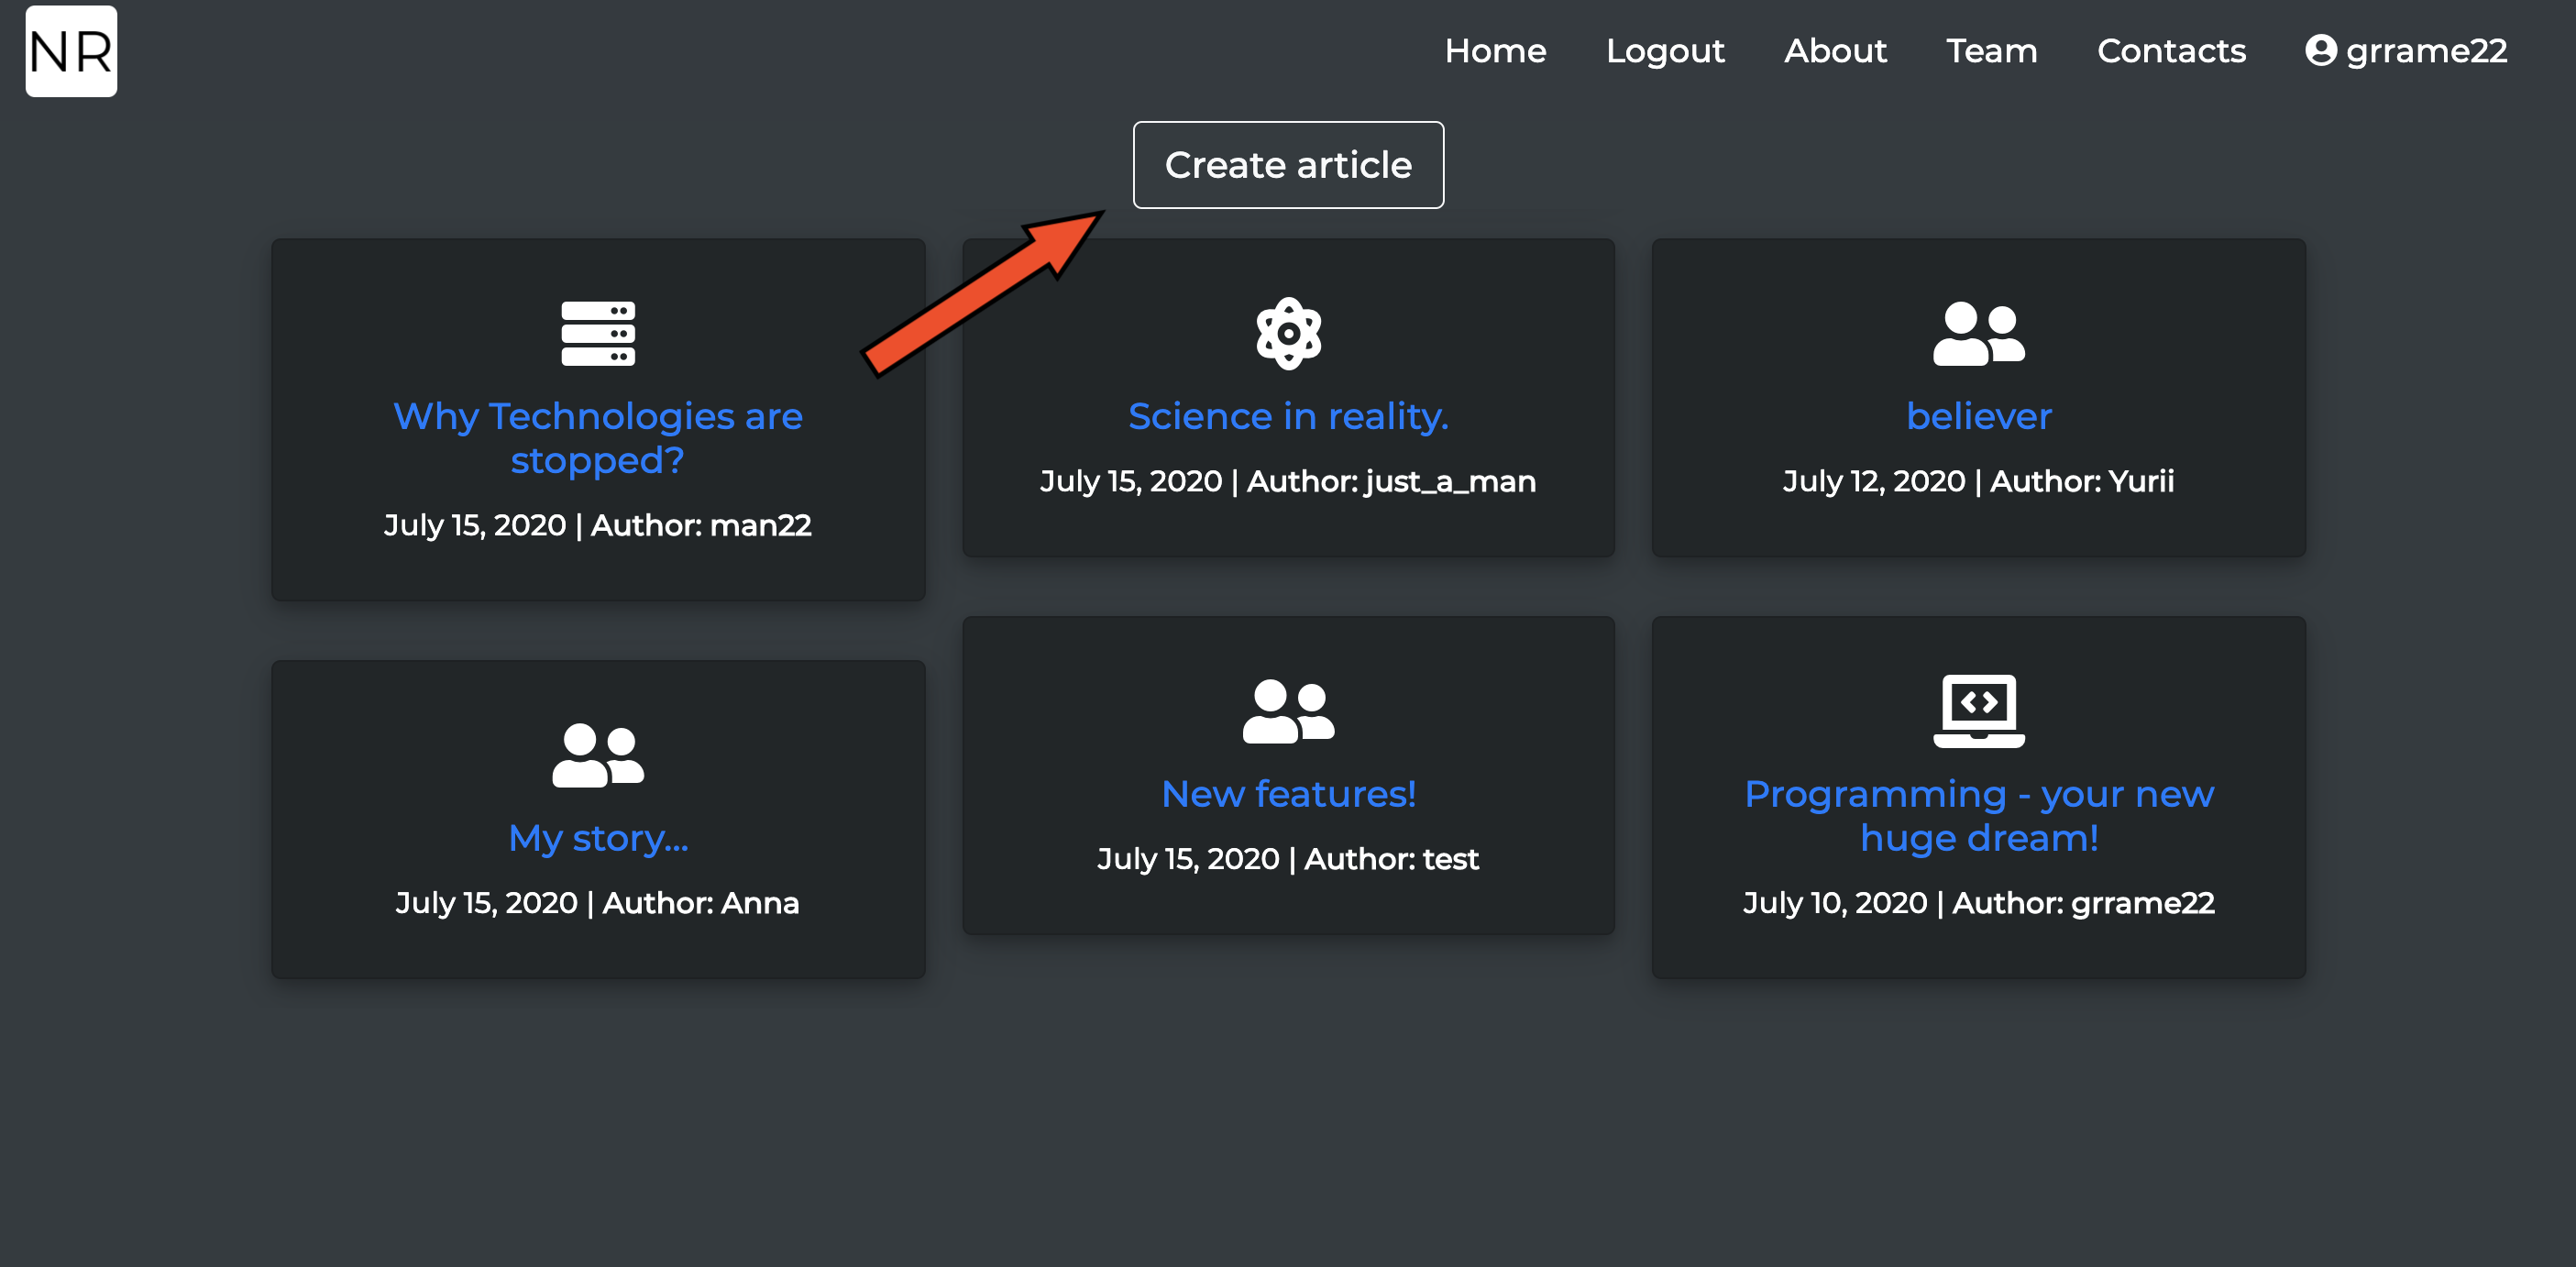 NR
Home Logout About Team Contacts grrame22
Create article
Why Technologies are
stopped?
July 15, 2020 | Author: man22
Science in reality.
July 15, 2020 | Author: just_a_man
believer
July 12, 2020 | Author: Yurii
My story...
July 15, 2020 | Author: Anna
New features!
July 15, 2020 | Author: test
Programming - your new
huge dream!
July 10, 2020 | Author: grrame22